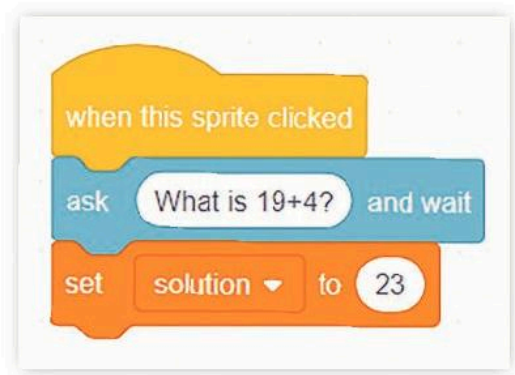 when this sprite clicked
ask What is 19+4? and wait
set solution to 23